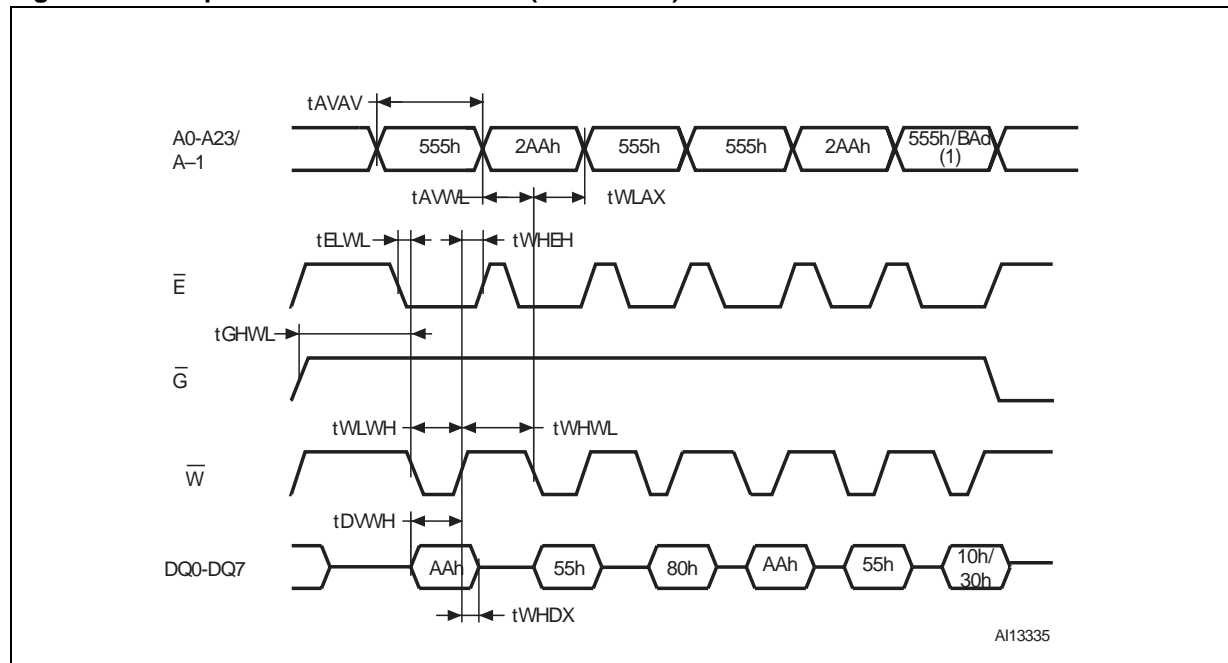 tAVAV
A0-A23/
A–1
555h 2AAh 555h 555h 2AAh 555h/BAd
(1)
tAVWL tWLAX
tELWL tWHEH
E
tGHWL
G
tWLWH tWHWL
W
tDVWH
DQ0-DQ7 AAh 55h 80h AAh 55h 10h/
30h
tWHDX
AI13335